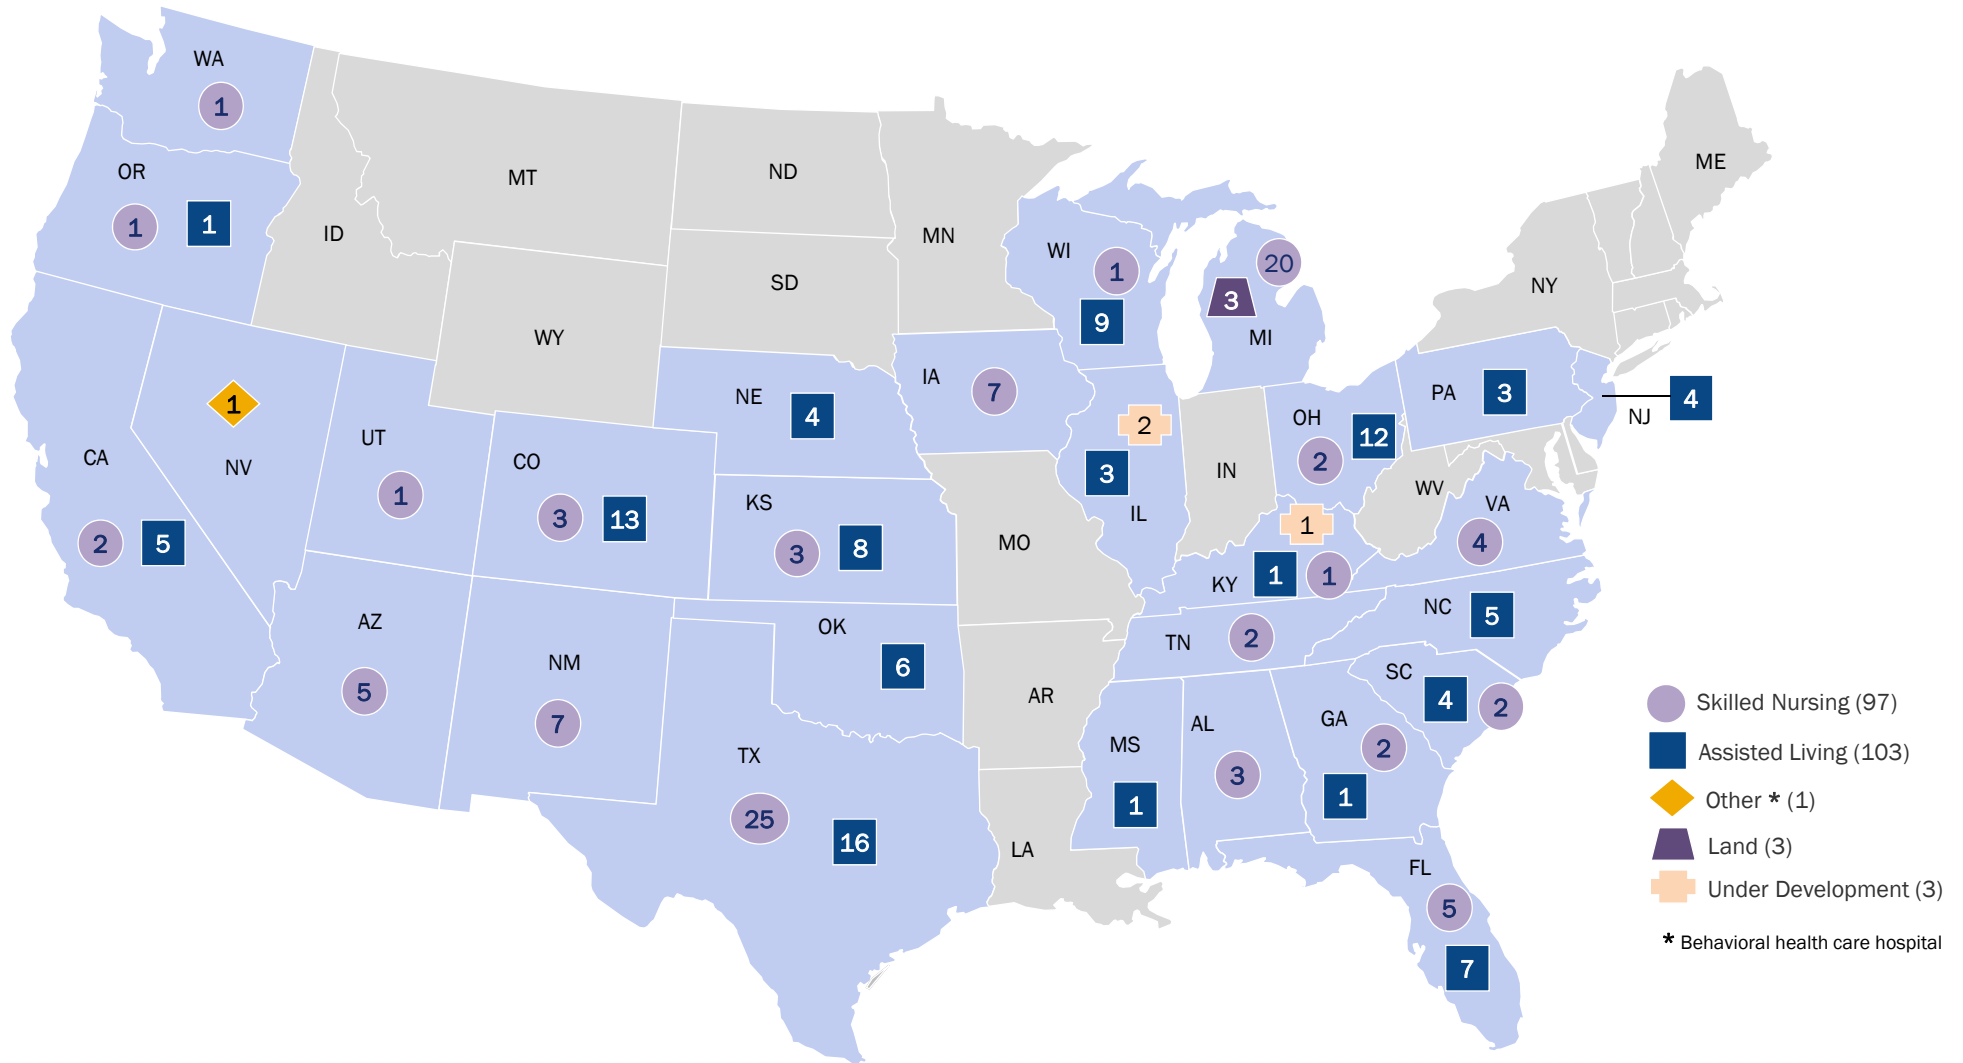 WA
1
OR
1
1
ID
MT
ND
MN
SD
WY
WI
1
9
20
3
MI
ME
NY
NV
1
CA
2
5
UT
1
CO
3
13
NE
4
KS
3
8
IA
7
MO
2
3
IL
IN
OH
2
12
PA
3
4
NJ
WV
VA
4
1
KY
1
1
AZ
5
NM
7
OK
6
AR
TN
2
NC
5
SC
4
2
TX
25
16
LA
MS
1
AL
3
GA
2
1
FL
5
7
Skilled Nursing (97)
Assisted Living (103)
Other * (1)
Land (3)
Under Development (3)
* Behavioral health care hospital